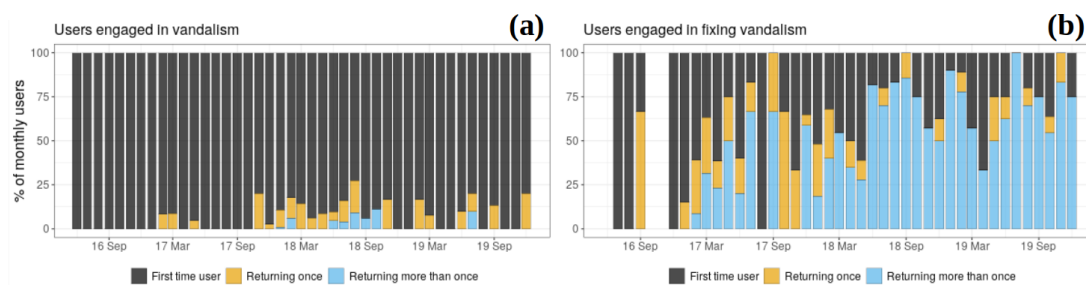 Users engaged in vandalism (a)
% of monthly users
100
75
50
25
0
16 Sep 17 Mar 17 Sep 18 Mar 18 Sep 19 Mar 19 Sep
First time user Returning once Returning more than once
Users engaged in fixing vandalism (b)
100
75
50
25
0
16 Sep 17 Mar 17 Sep 18 Mar 18 Sep 19 Mar 19 Sep
First time user Returning once Returning more than once